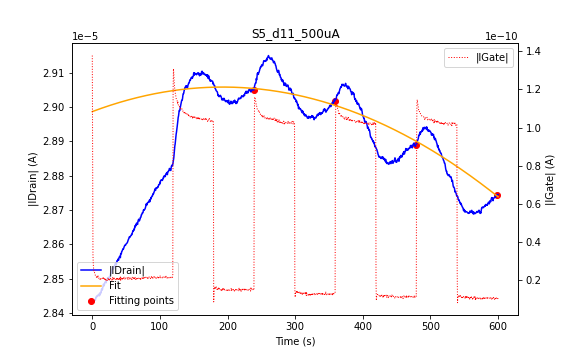 S5_d11_500uA
1e−5
1e−10
|IGate|
2.91
2.90
2.89
2.88
2.87
2.86
2.85
2.84
1.4
1.2
1.0
0.8
0.6
0.4
0.2
|IDrain| (A)
|IGate| (A)
|IDrain|
Fit
Fitting points
0 100 200 300 400 500 600
Time (s)